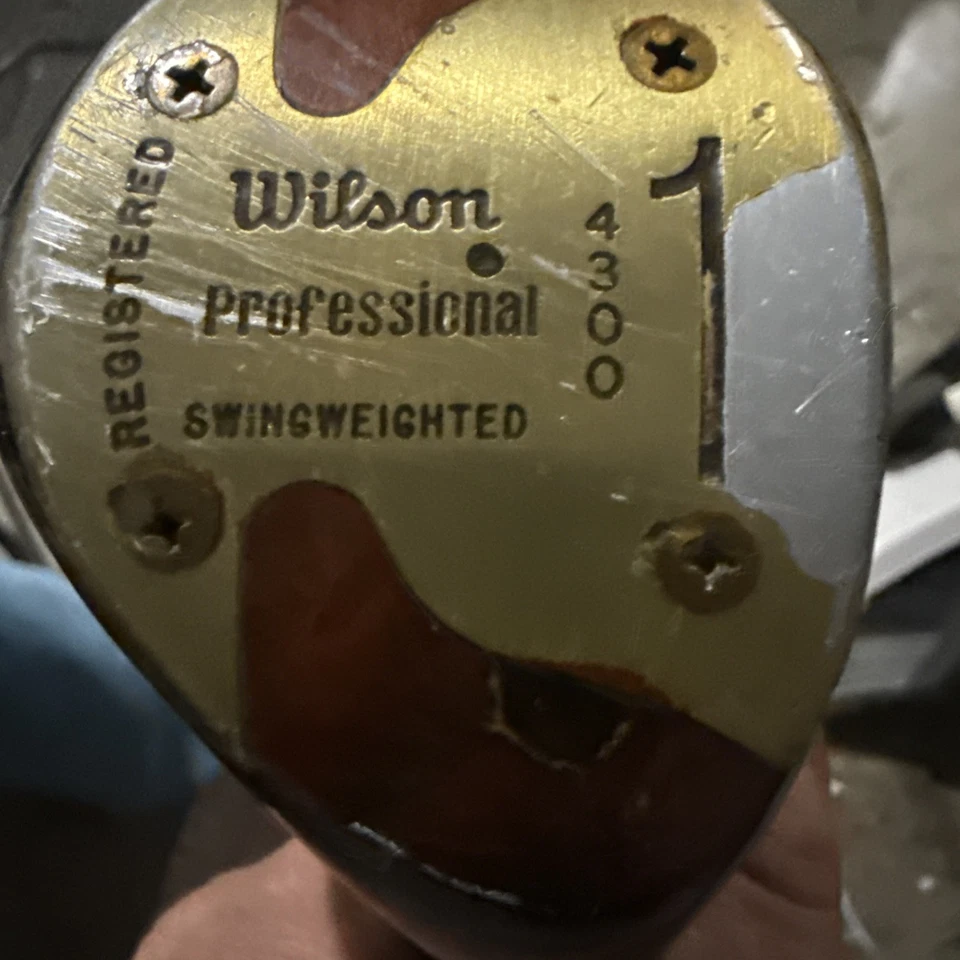 REGISTERED
Wilson
Professional
SWINGWEIGHTED
4300
1